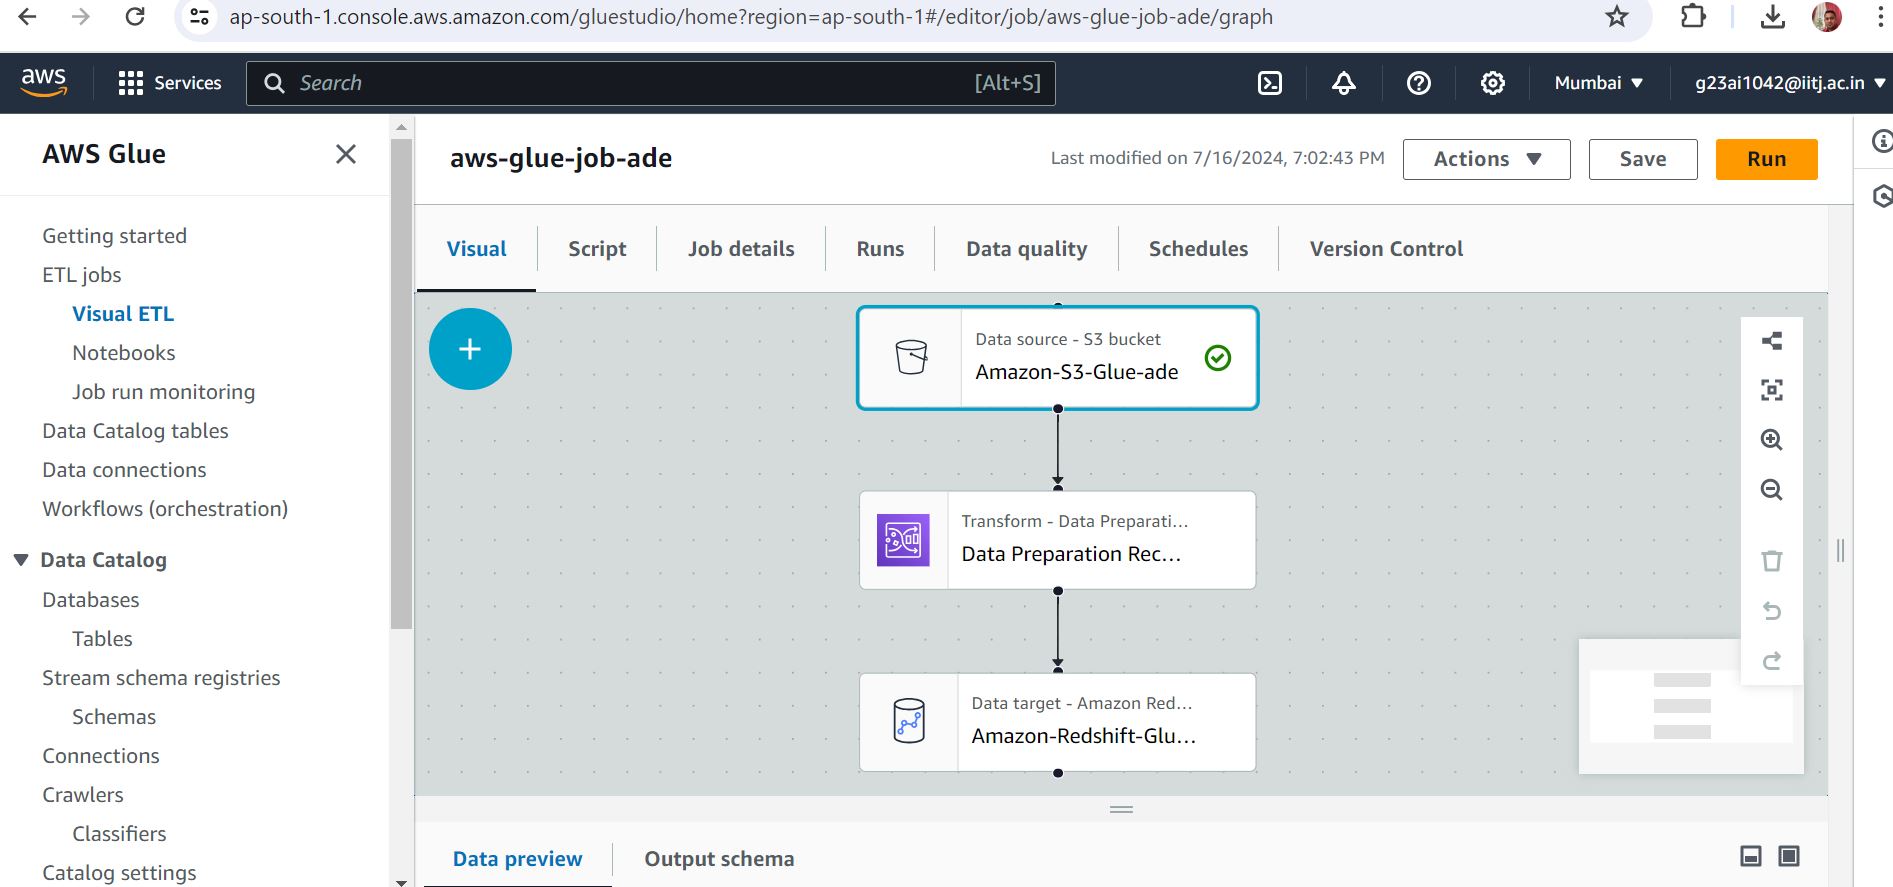 ap-south-1.console.aws.amazon.com/gluestudio/home?region=ap-south-1#/editor/job/aws-glue-job-ade/graph
aws
Services
Search
[Alt+S]
Mumbai
g23ai1042@iitj.ac.in
AWS Glue
Getting started
ETL jobs
Visual ETL
Notebooks
Job run monitoring
Data Catalog tables
Data connections
Workflows (orchestration)
Data Catalog
Databases
Tables
Stream schema registries
Schemas
Connections
Crawlers
Classifiers
Catalog settings
aws-glue-job-ade
Last modified on 7/16/2024, 7:02:43 PM
Actions
Save
Run
Visual
Script
Job details
Runs
Data quality
Schedules
Version Control
Data source - S3 bucket
Amazon-S3-Glue-ade
Transform - Data Preparati...
Data Preparation Rec...
Data target - Amazon Red...
Amazon-Redshift-Glu...
Data preview
Output schema